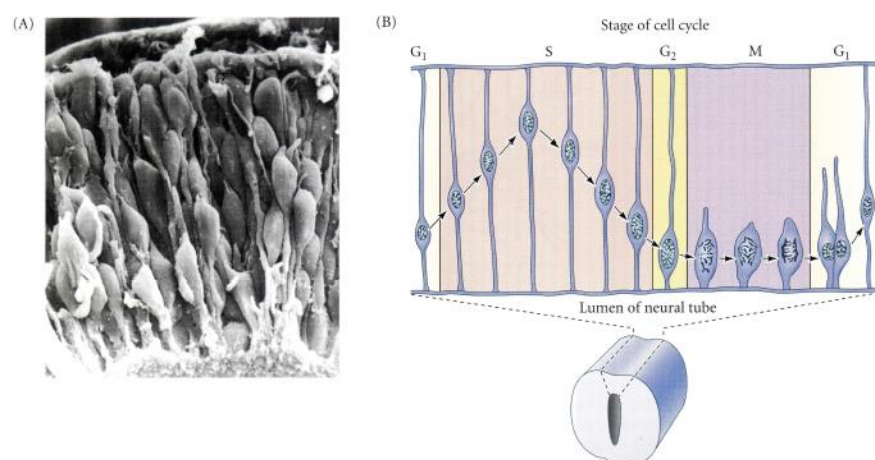 (A)
(B)
Stage of cell cycle
G₁ S G₂ M G₁
Lumen of neural tube